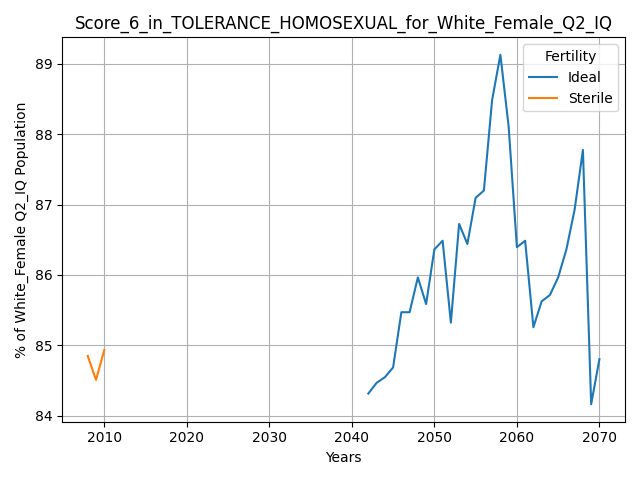 Score_6_in_TOLERANCE_HOMOSEXUAL_for_White_Female_Q2_IQ
Fertility
Ideal
Sterile
% of White_Female Q2_IQ Population
89
88
87
86
85
84
2010
2020
2030
2040
2050
2060
2070
Years